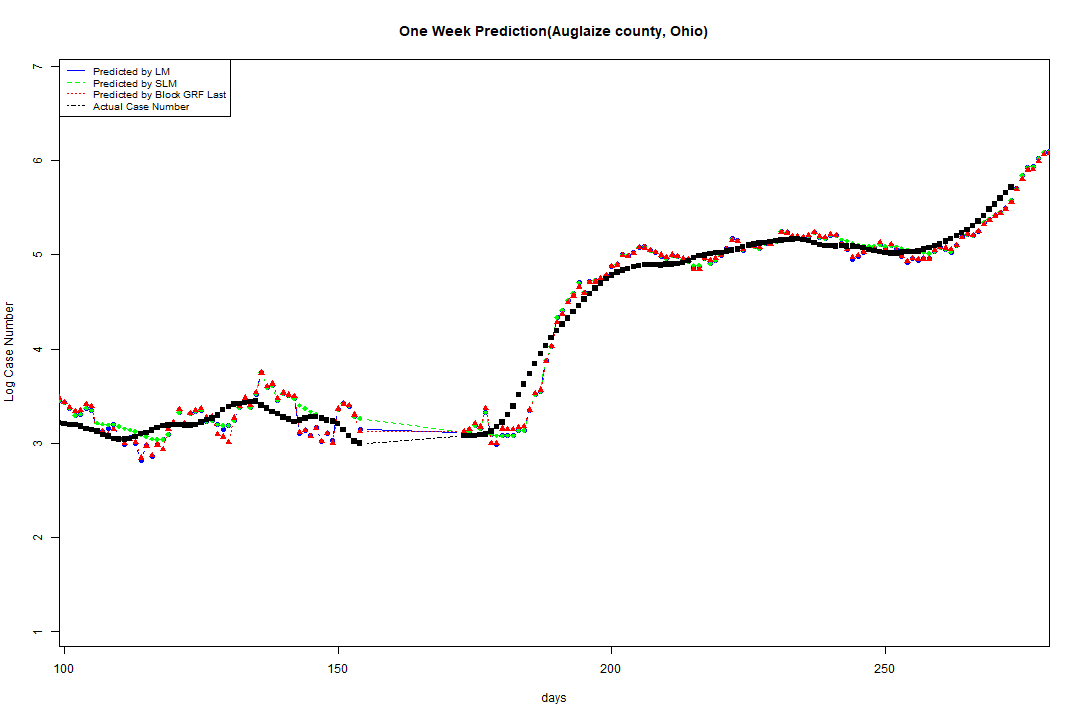 One Week Prediction(Auglaize county, Ohio)
Predicted by LM
Predicted by SLM
Predicted by Block GRF Last
Actual Case Number
Log Case Number
7
6
5
4
3
2
1
100 150 200 250
days